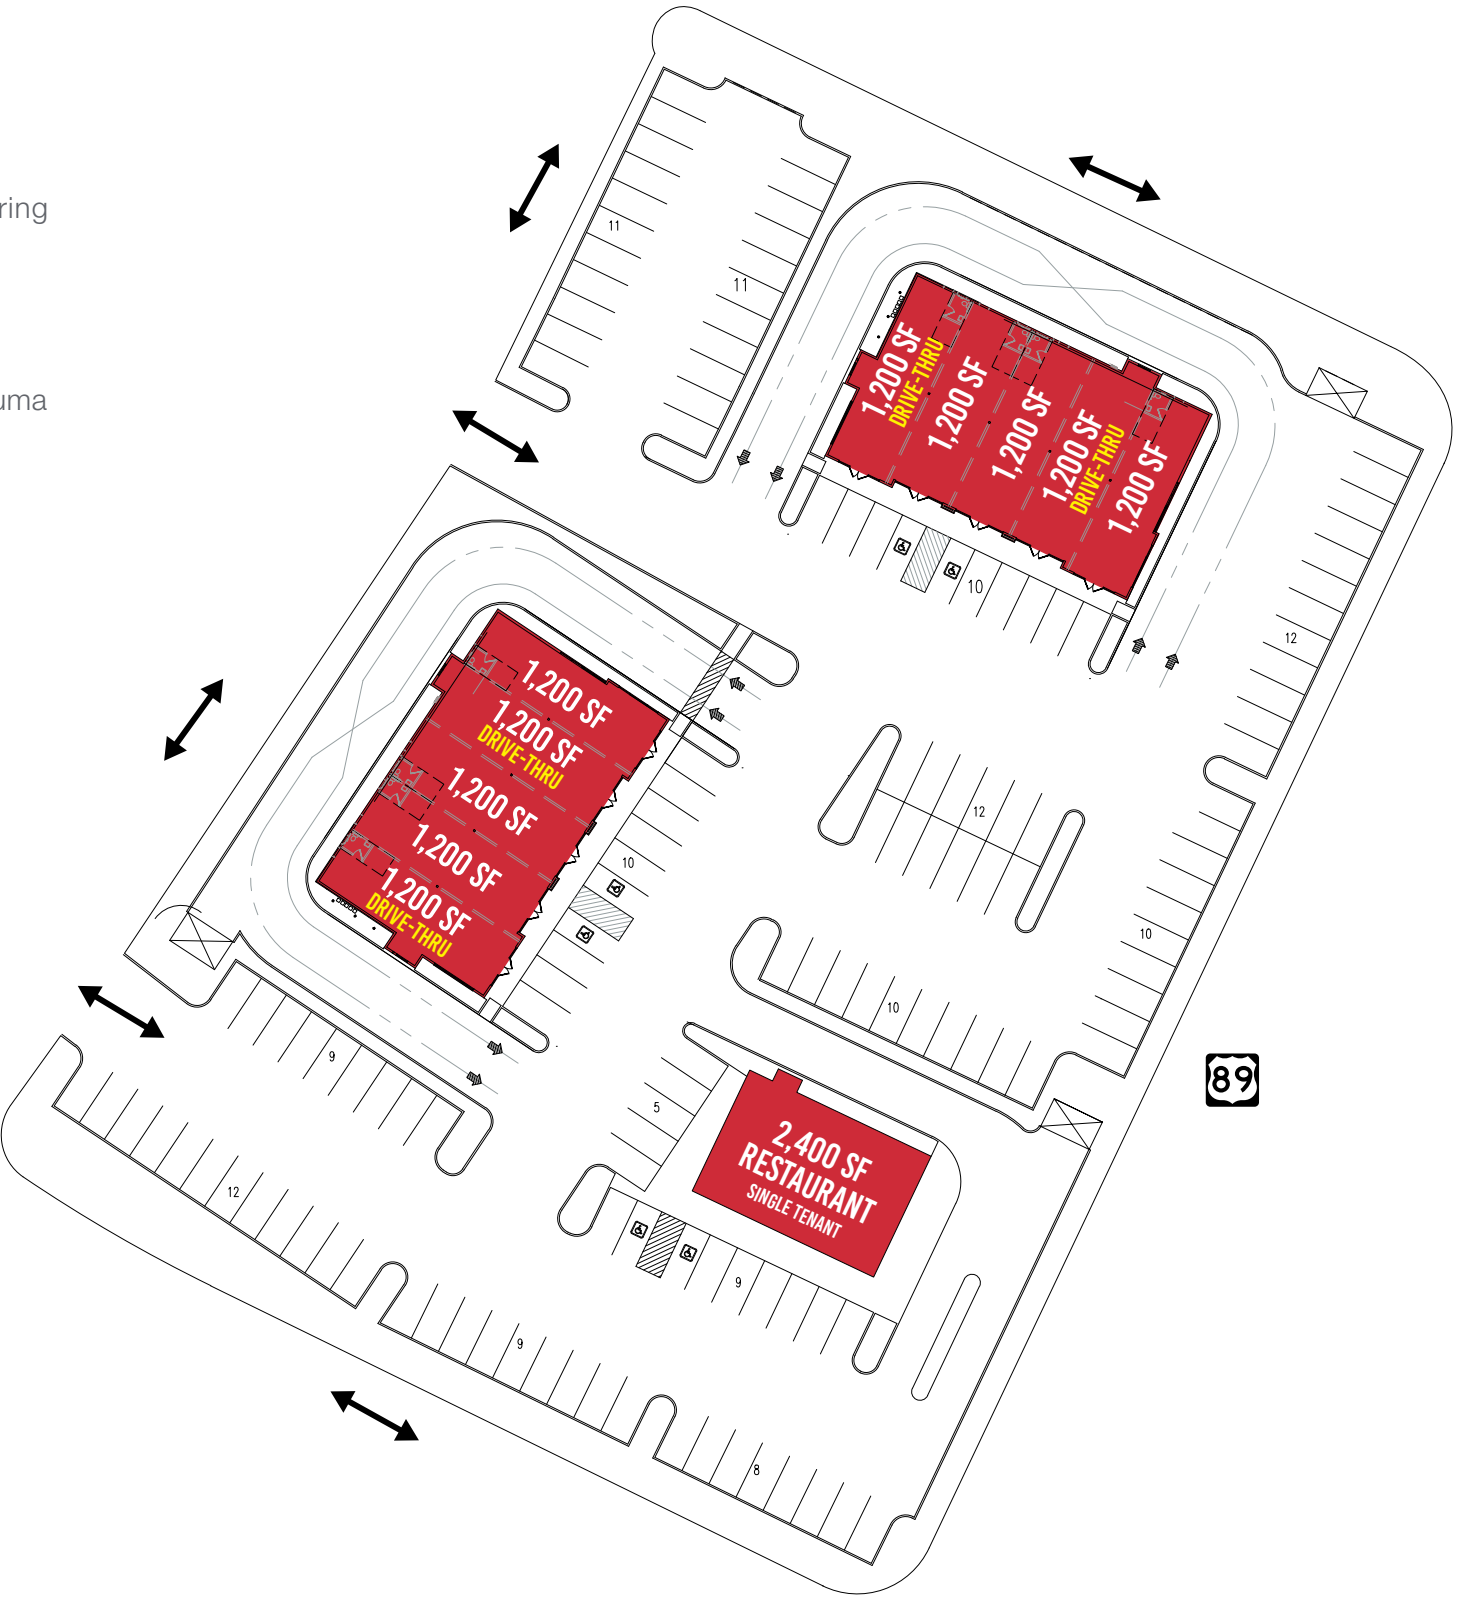 ring
uma
11
11
1,200 SF
DRIVE-THRU
1,200 SF
1,200 SF
1,200 SF
DRIVE-THRU
1,200 SF
10
12
1,200 SF
1,200 SF
DRIVE-THRU
1,200 SF
1,200 SF
1,200 SF
DRIVE-THRU
10
12
10
10
9
12
5
89
2,400 SF
RESTAURANT
SINGLE TENANT
9
9
8